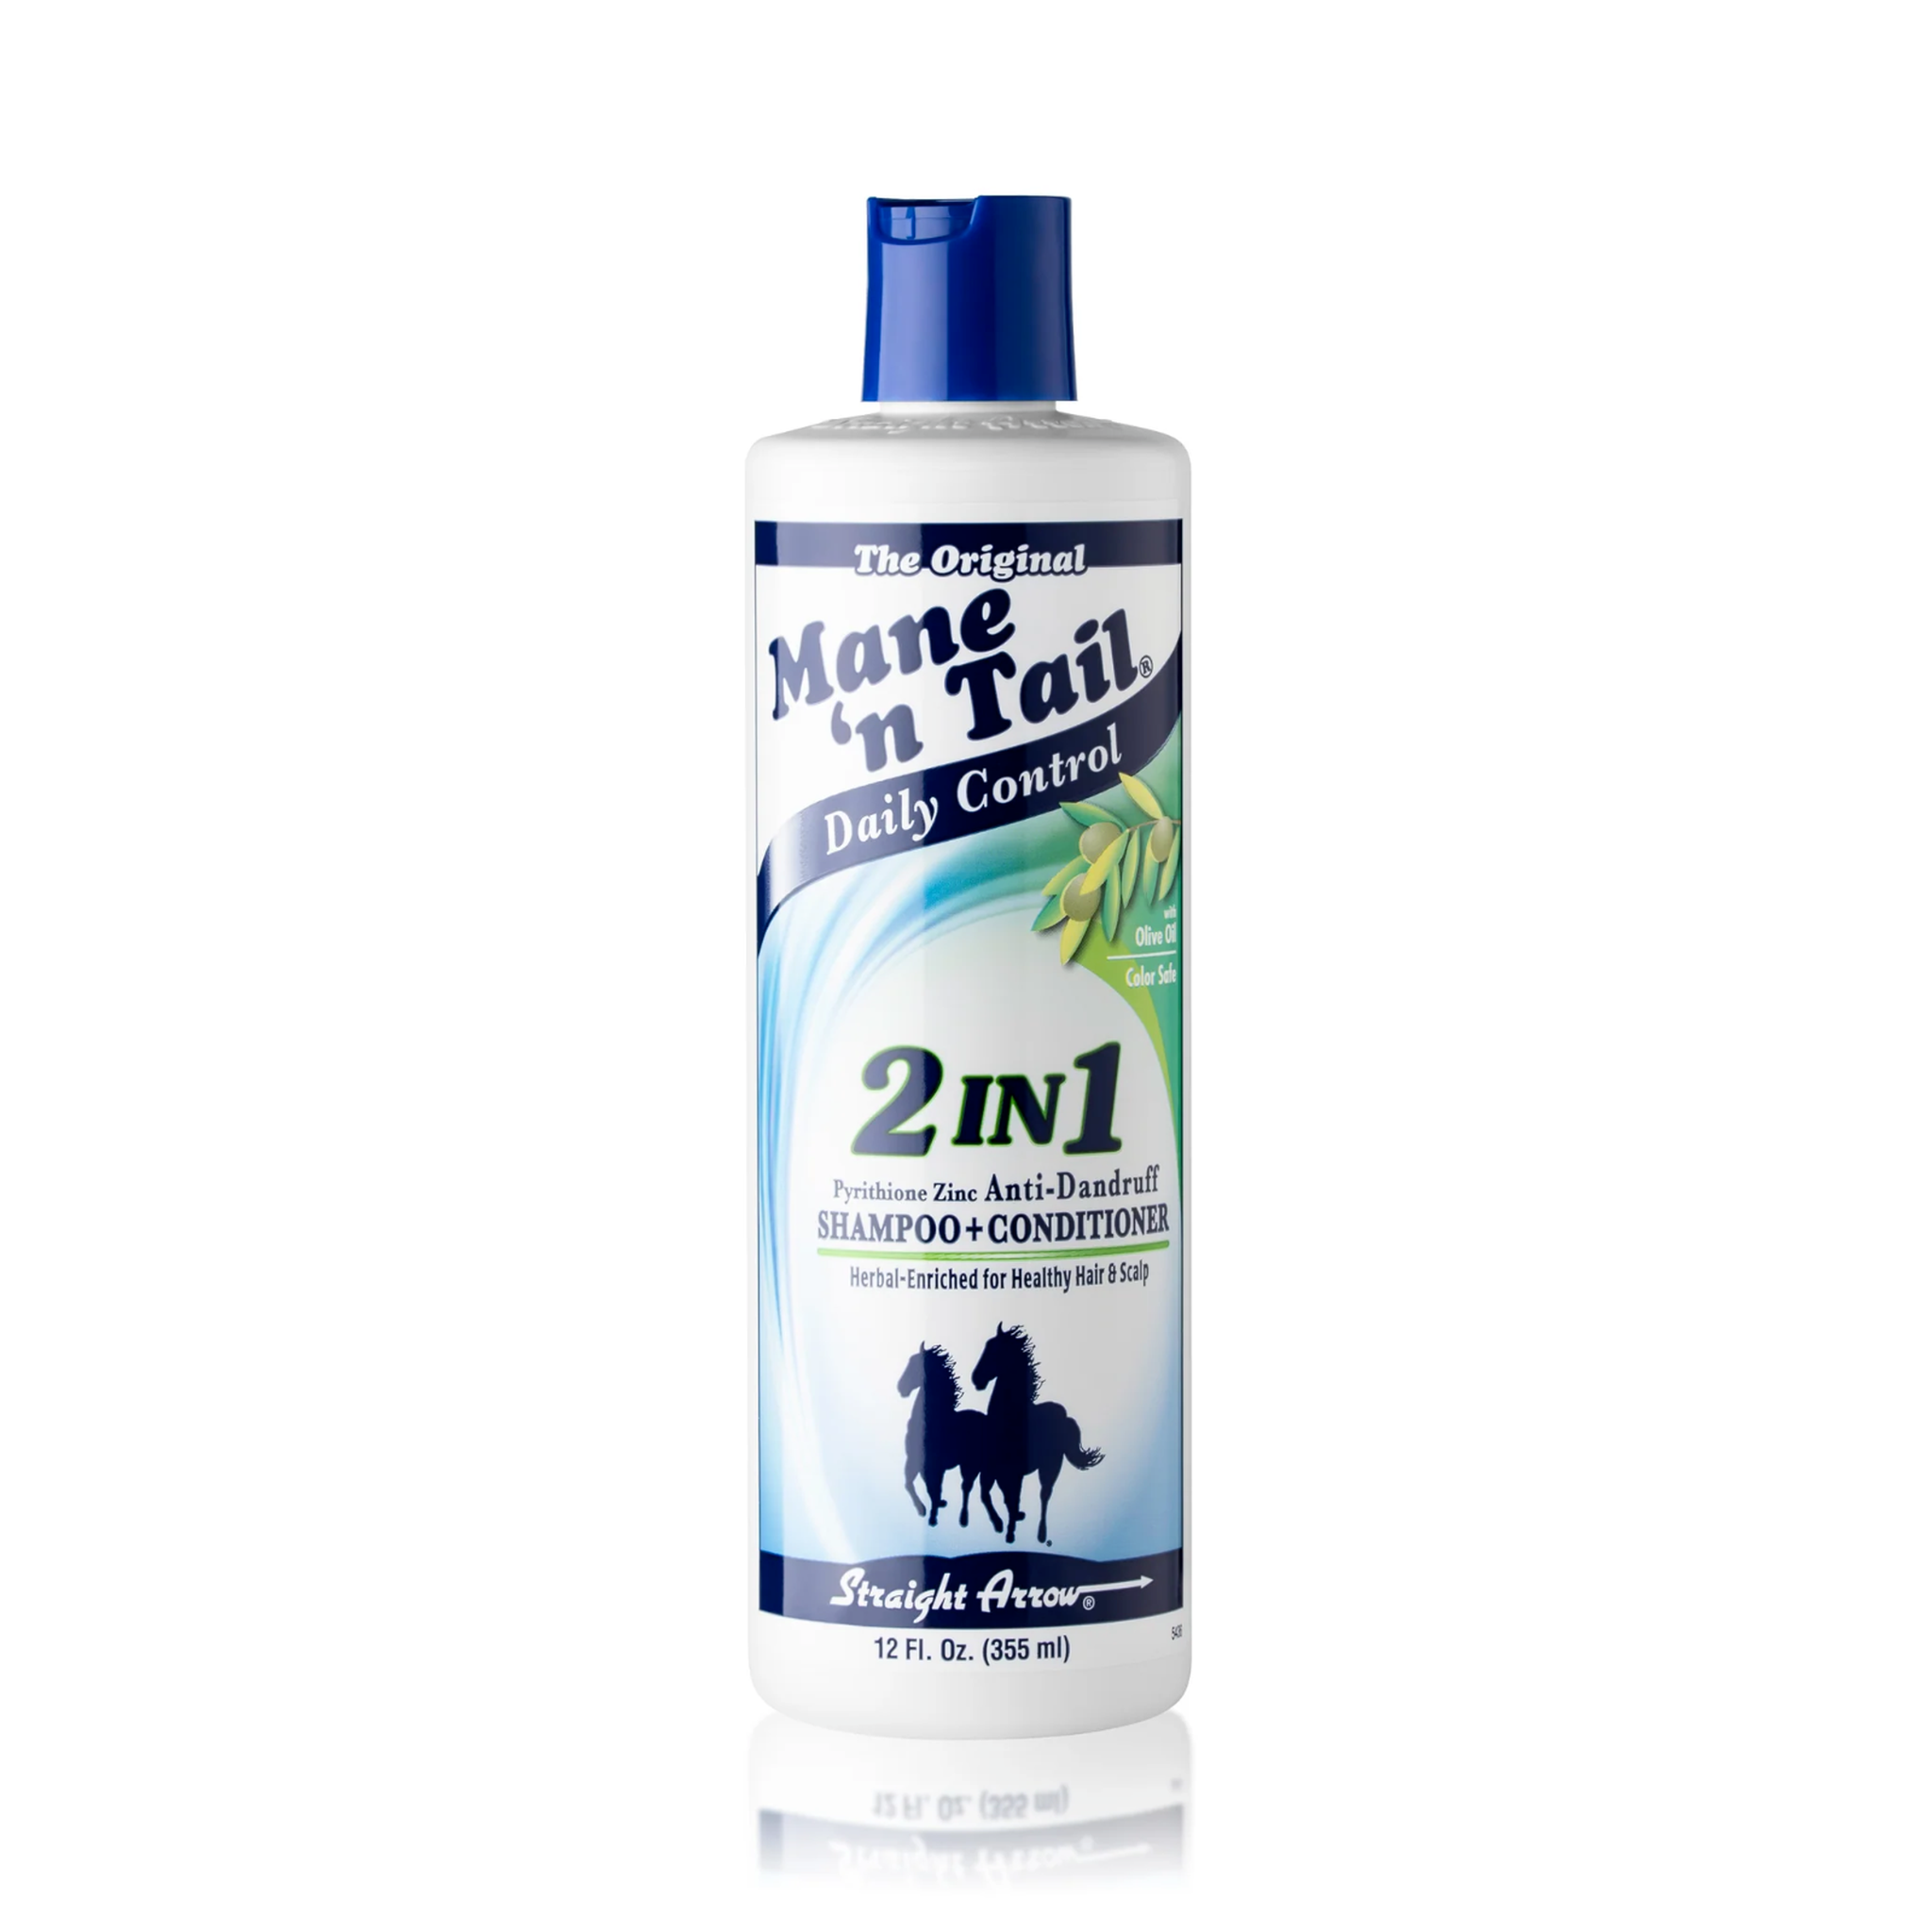 The Original
Mane
'n Tail®
Daily Control
with
Olive Oil
Color Safe
2 IN 1
Pyrithione Zinc Anti-Dandruff
SHAMPOO+CONDITIONER
Herbal-Enriched for Healthy Hair & Scalp
Straight Arrow®
12 Fl. Oz. (355 ml)